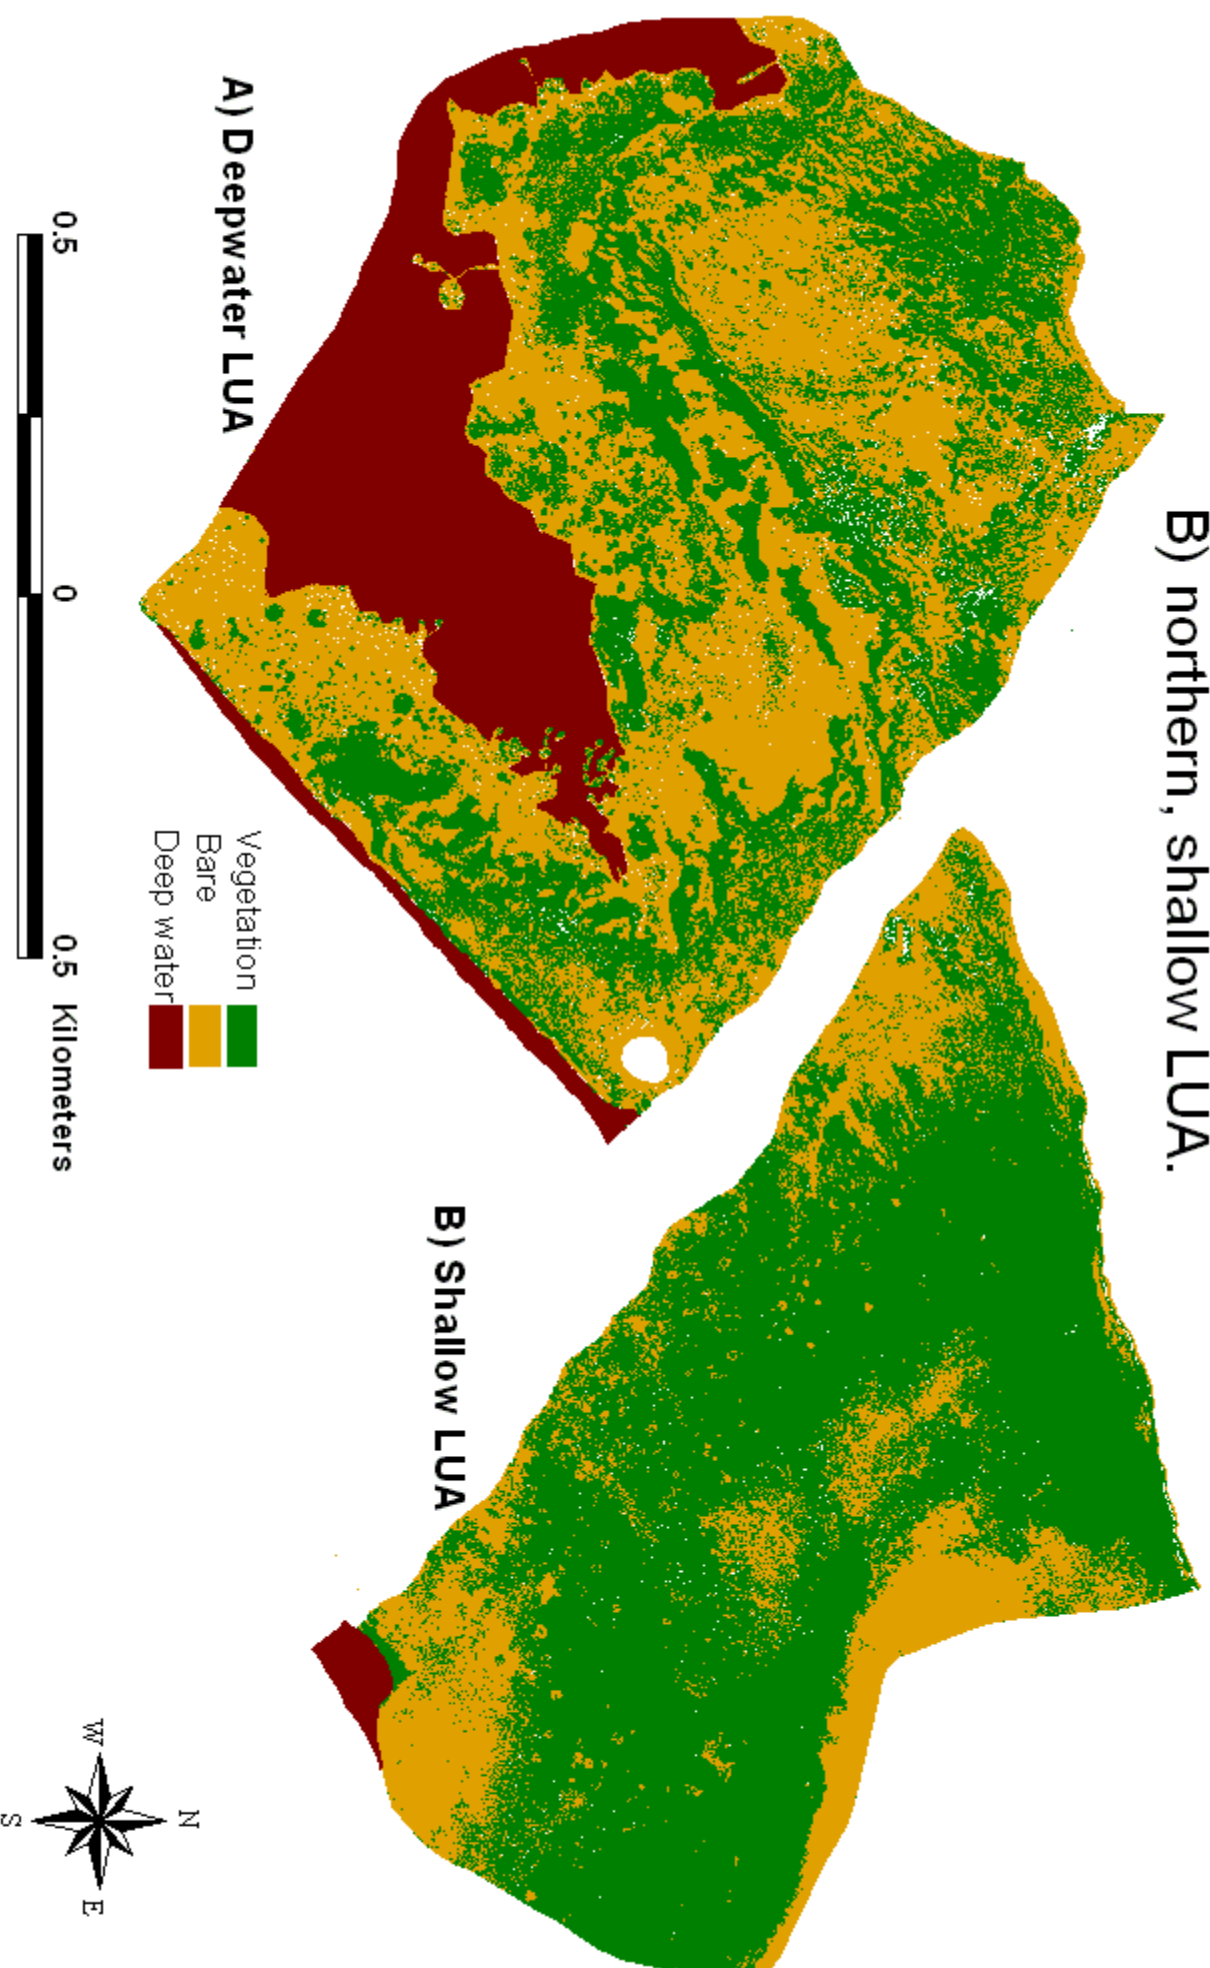 B) northern, shallow LUA.
A) Deepwater LUA
B) Shallow LUA
Vegetation
Bare
Deep water
0.5 0 0.5 Kilometers
N
W E
S